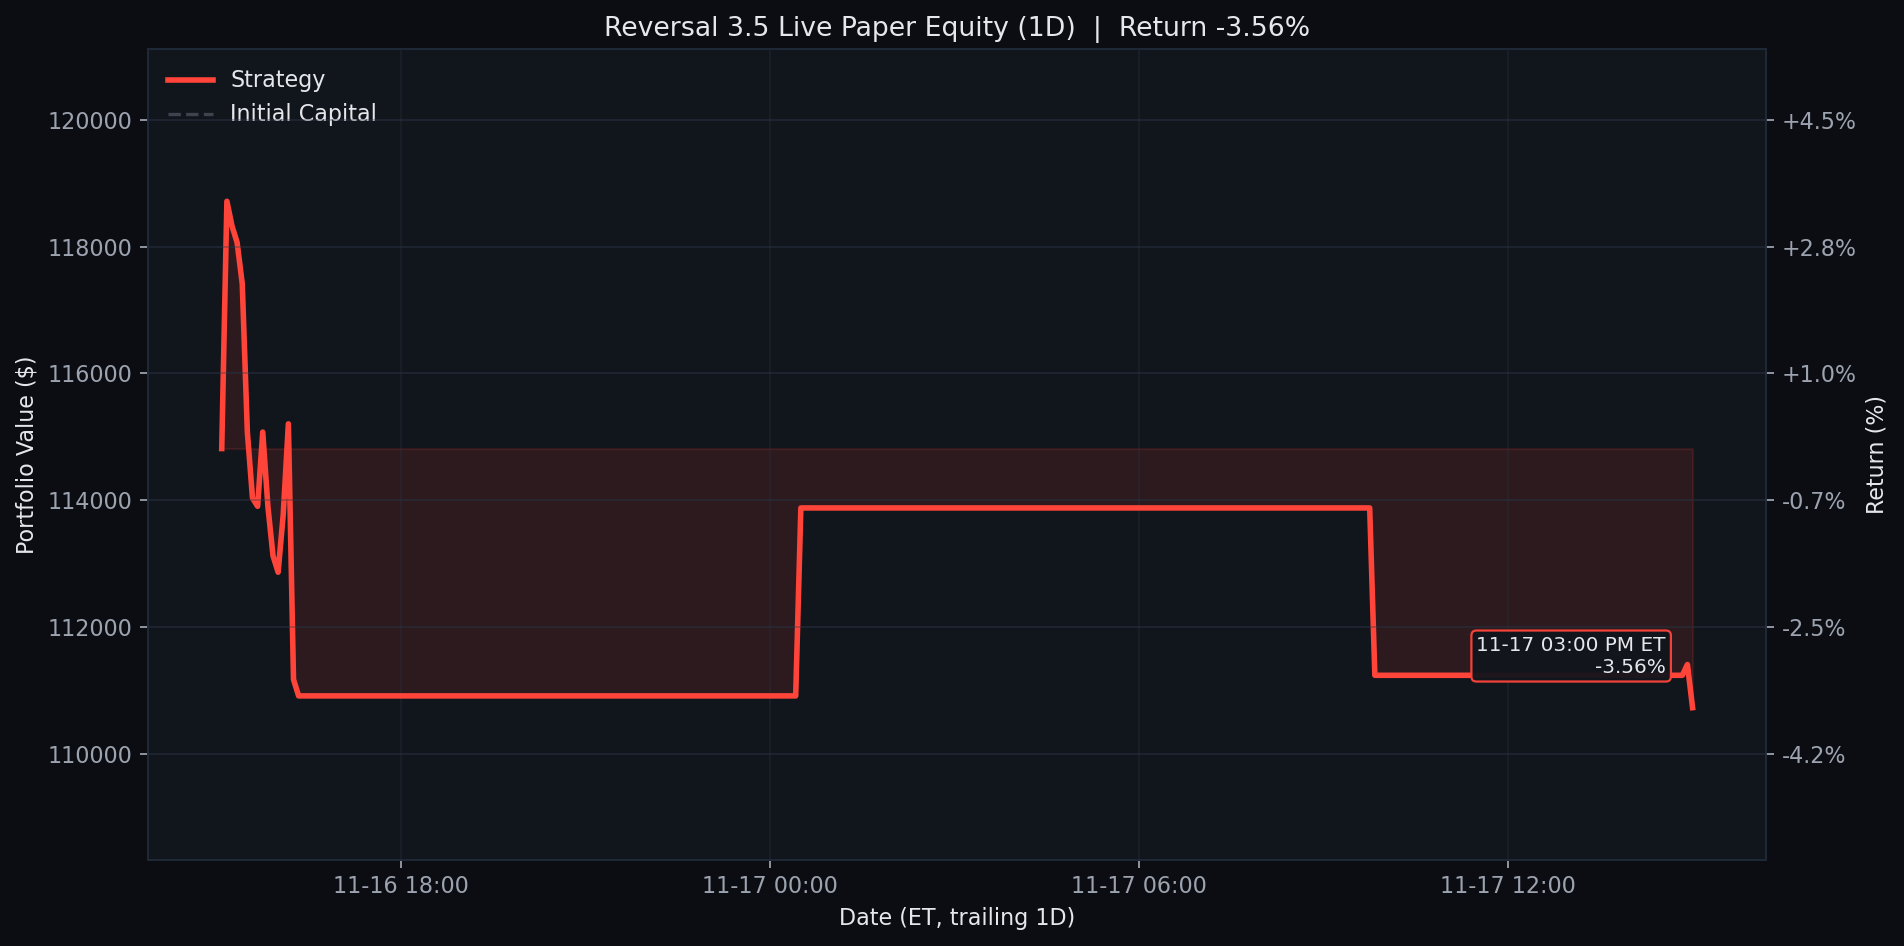 Reversal 3.5 Live Paper Equity (1D)  |  Return -3.56%
Strategy
Initial Capital
Portfolio Value ($)
120000
118000
116000
114000
112000
110000
+4.5%
+2.8%
+1.0%
-0.7%
-2.5%
-4.2%
Return (%)
11-17 03:00 PM ET
-3.56%
11-16 18:00
11-17 00:00
11-17 06:00
11-17 12:00
Date (ET, trailing 1D)